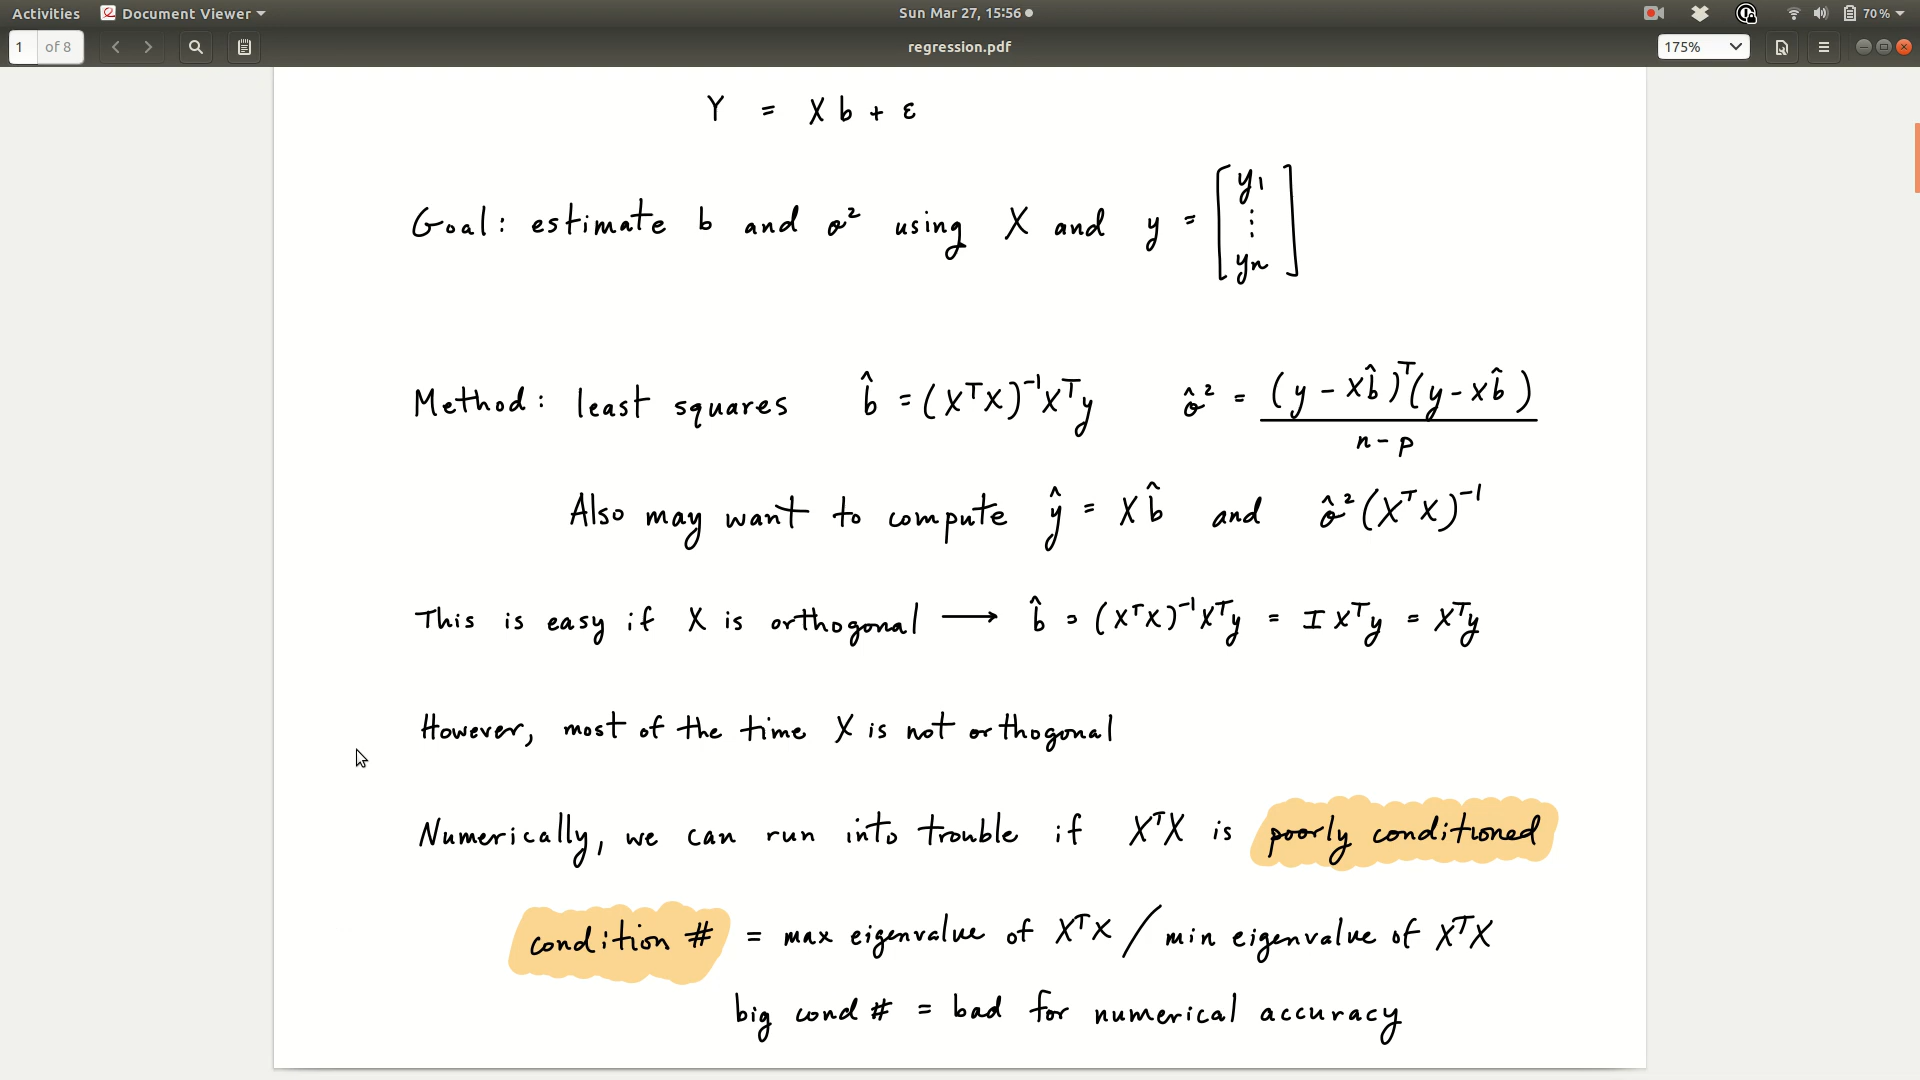 Activities Document Viewer Sun Mar 27, 15:56 70%
1 of 8 regression.pdf 175%
Y = Xb + ε
Goal: estimate b and σ² using X and y = [y₁ ⋮ yₙ]
Method: least squares b̂ = (XᵀX)⁻¹Xᵀy σ̂² = (y - Xb̂)ᵀ(y - Xb̂) / n - p
Also may want to compute ŷ = Xb̂ and σ̂²(XᵀX)⁻¹
This is easy if X is orthogonal ⟶ b̂ = (XᵀX)⁻¹Xᵀy = I Xᵀy = Xᵀy
However, most of the time X is not orthogonal
Numerically, we can run into trouble if XᵀX is poorly conditioned
condition # = max eigenvalue of XᵀX / min eigenvalue of XᵀX
big cond # = bad for numerical accuracy